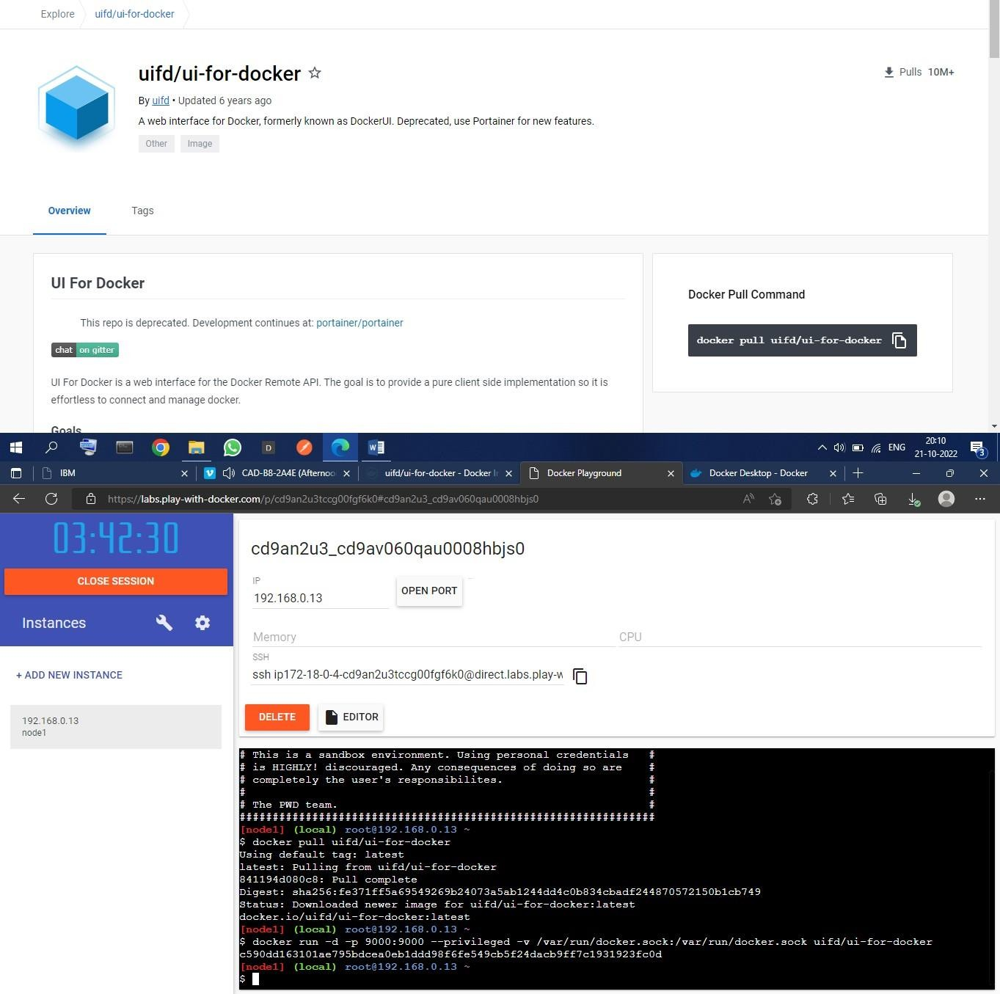 Explore
uifd/ui-for-docker
uifd/ui-for-docker
Pulls 10M+
By uifd • Updated 6 years ago
A web interface for Docker, formerly known as DockerUI. Deprecated, use Portainer for new features.
Other Image
Overview Tags
UI For Docker
This repo is deprecated. Development continues at: portainer/portainer
chat on gitter
UI For Docker is a web interface for the Docker Remote API. The goal is to provide a pure client side implementation so it is
effortless to connect and manage docker.
Goals
Docker Pull Command
docker pull uifd/ui-for-docker
D
W
ENG
20:10
21-10-2022
3
IBM
CAD-B8-2A4E (Afternoo
uifd/ui-for-docker - Docker I
Docker Playground
Docker Desktop - Docker
https://labs.play-with-docker.com/p/cd9an2u3tccg00fgf6k0#cd9an2u3_cd9av060qau0008hbjs0
03:42:30
CLOSE SESSION
Instances
+ ADD NEW INSTANCE
192.168.0.13
node1
cd9an2u3_cd9av060qau0008hbjs0
IP
192.168.0.13
OPEN PORT
Memory
CPU
SSH
ssh ip172-18-0-4-cd9an2u3tccg00fgf6k0@direct.labs.play-w
DELETE
EDITOR
# This is a sandbox environment. Using personal credentials #
# is HIGHLY! discouraged. Any consequences of doing so are #
# completely the user's responsibilites. #
# #
# The PWD team. #
###############################################################
[node1] (local) root@192.168.0.13 ~
$ docker pull uifd/ui-for-docker
Using default tag: latest
latest: Pulling from uifd/ui-for-docker
841194d080c8: Pull complete
Digest: sha256:fe371ff5a69549269b24073a5ab1244dd4c0b834cbadf244870572150b1cb749
Status: Downloaded newer image for uifd/ui-for-docker:latest
docker.io/uifd/ui-for-docker:latest
[node1] (local) root@192.168.0.13 ~
$ docker run -d -p 9000:9000 --privileged -v /var/run/docker.sock:/var/run/docker.sock uifd/ui-for-docker
c590dd163101ae795bdcea0eb1ddd98f6fe549cb5f24dacb9ff7c1931923fc0d
[node1] (local) root@192.168.0.13 ~
$